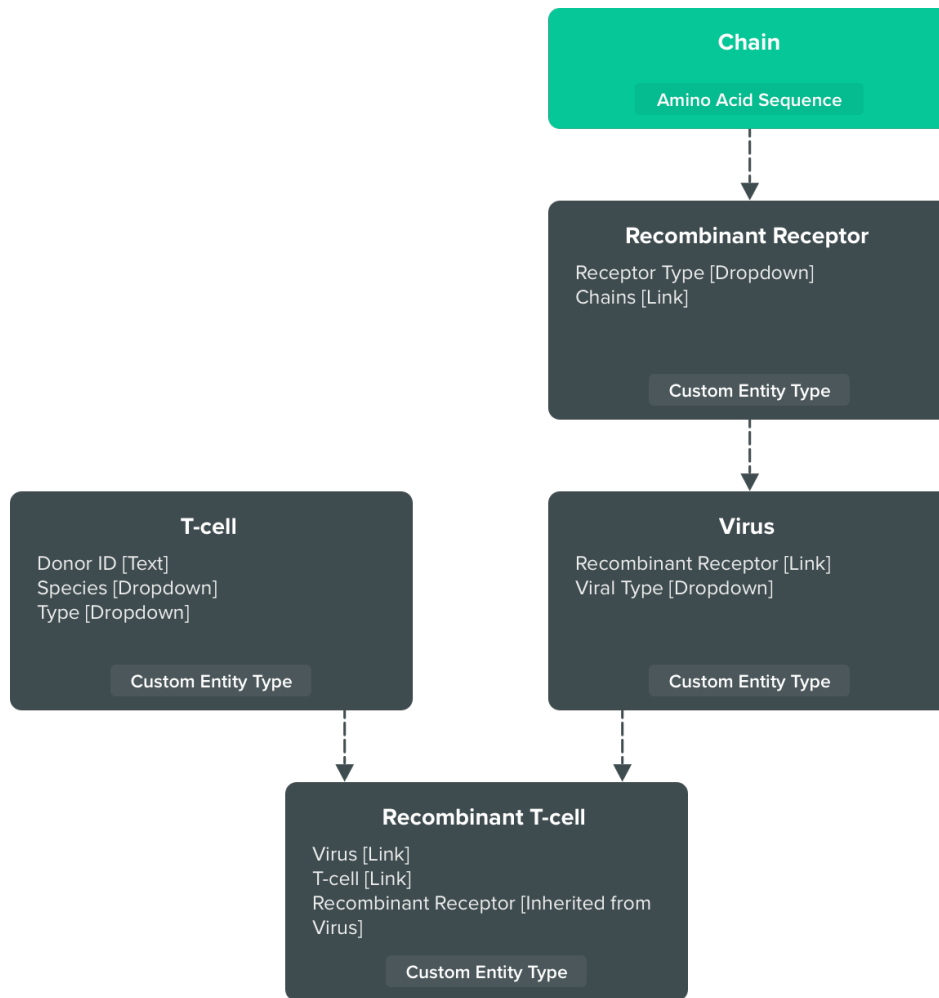 Chain
Amino Acid Sequence
Recombinant Receptor
Receptor Type [Dropdown]
Chains [Link]
Custom Entity Type
T-cell
Donor ID [Text]
Species [Dropdown]
Type [Dropdown]
Custom Entity Type
Virus
Recombinant Receptor [Link]
Viral Type [Dropdown]
Custom Entity Type
Recombinant T-cell
Virus [Link]
T-cell [Link]
Recombinant Receptor [Inherited from
Virus]
Custom Entity Type